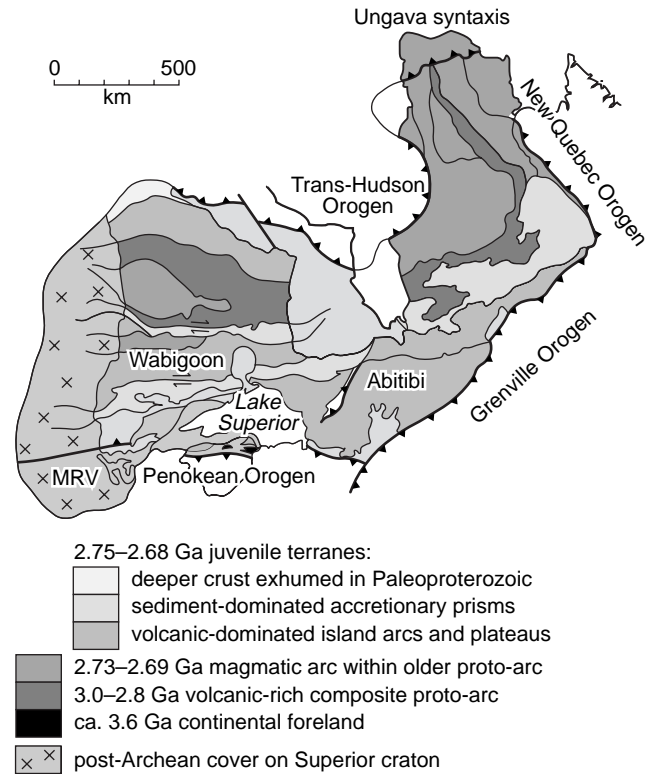 Ungava syntaxis
0 500
km
New Quebec Orogen
Trans-Hudson
Orogen
Wabigoon
Abitibi
Grenville Orogen
Lake
Superior
MRV
Penokean Orogen
2.75–2.68 Ga juvenile terranes:
deeper crust exhumed in Paleoproterozoic
sediment-dominated accretionary prisms
volcanic-dominated island arcs and plateaus
2.73–2.69 Ga magmatic arc within older proto-arc
3.0–2.8 Ga volcanic-rich composite proto-arc
ca. 3.6 Ga continental foreland
post-Archean cover on Superior craton